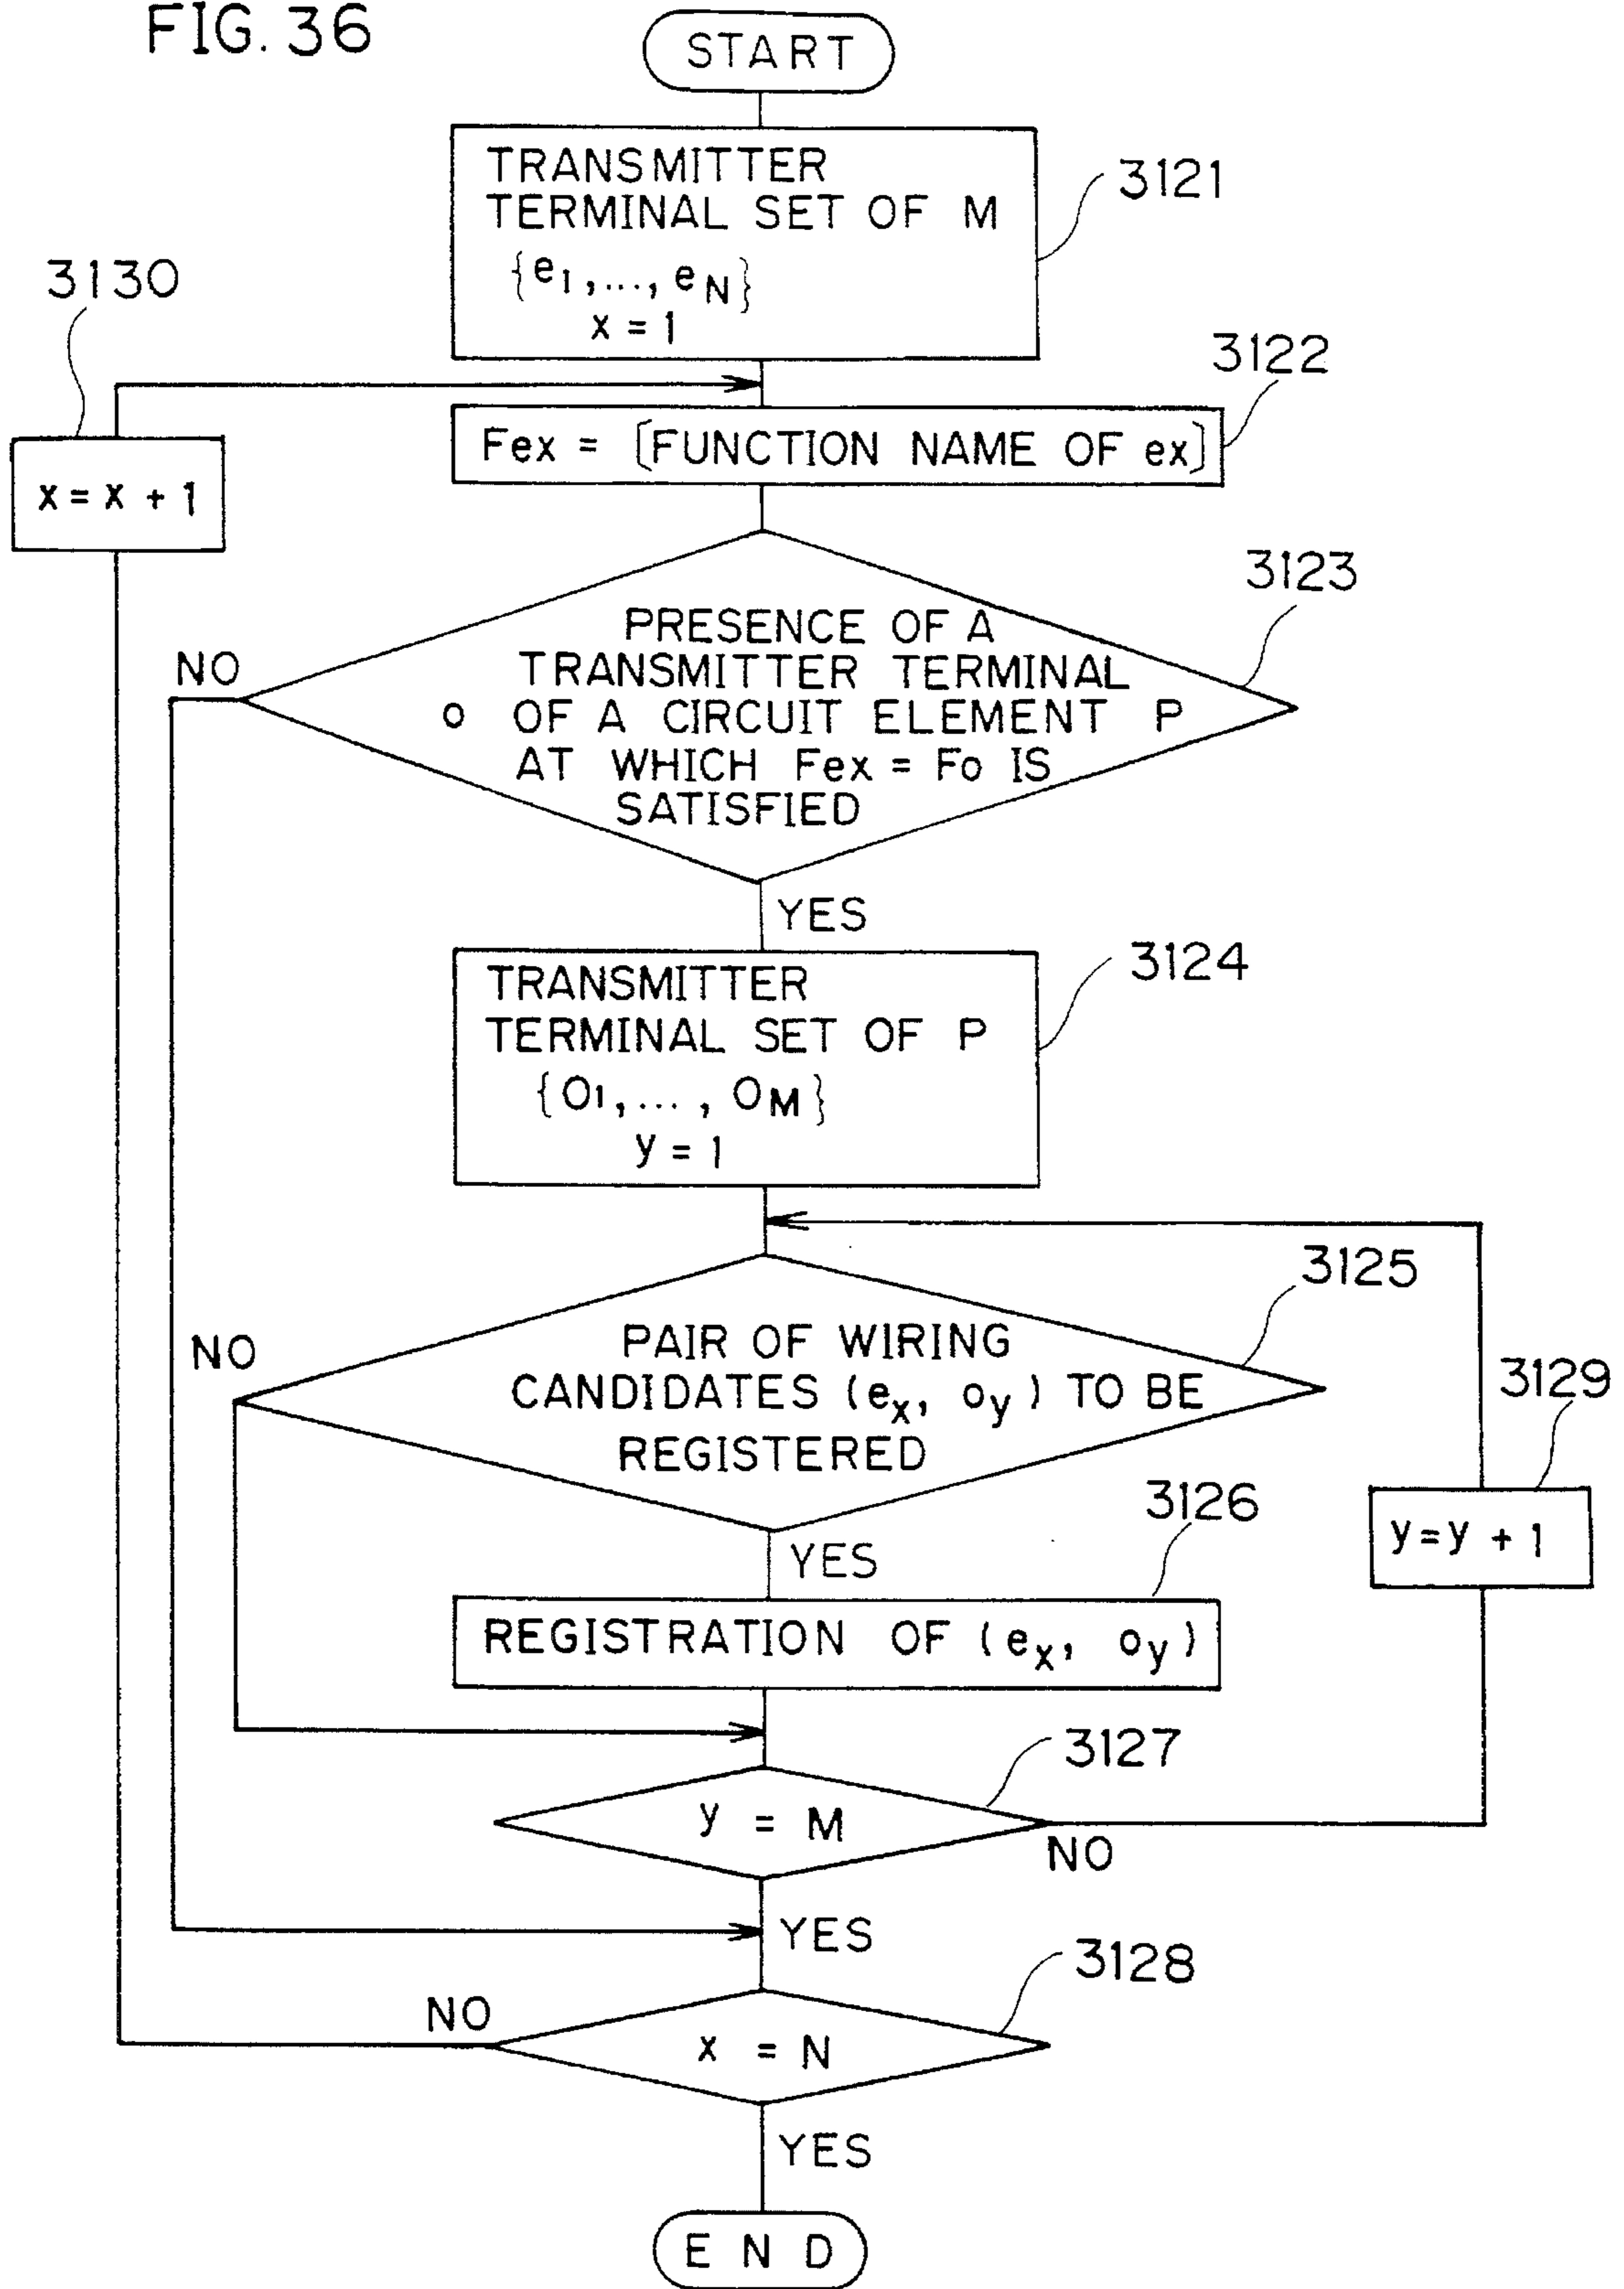 FIG. 36
START
TRANSMITTER
TERMINAL SET OF M
{e1, ..., eN}
x = 1
3121
3130
x = x + 1
3122
Fex = [FUNCTION NAME OF ex]
3123
PRESENCE OF A
TRANSMITTER TERMINAL
o OF A CIRCUIT ELEMENT P
AT WHICH Fex = Fo IS
SATISFIED
NO
YES
3124
TRANSMITTER
TERMINAL SET OF P
{O1, ... , OM}
y = 1
3125
PAIR OF WIRING
CANDIDATES (ex, oy) TO BE
REGISTERED
NO
YES
3129
y = y + 1
3126
REGISTRATION OF (ex, oy)
3127
y = M
NO
YES
3128
x = N
NO
YES
END